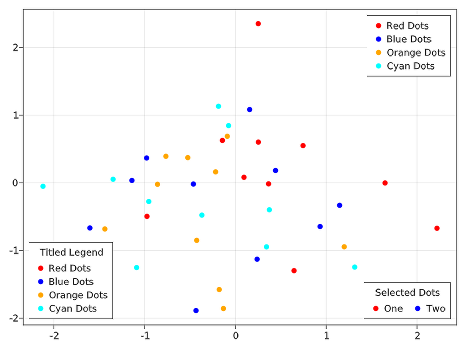 2
1
0
-1
-2
-2
-1
0
1
2
Red Dots
Blue Dots
Orange Dots
Cyan Dots
Titled Legend
Red Dots
Blue Dots
Orange Dots
Cyan Dots
Selected Dots
One Two